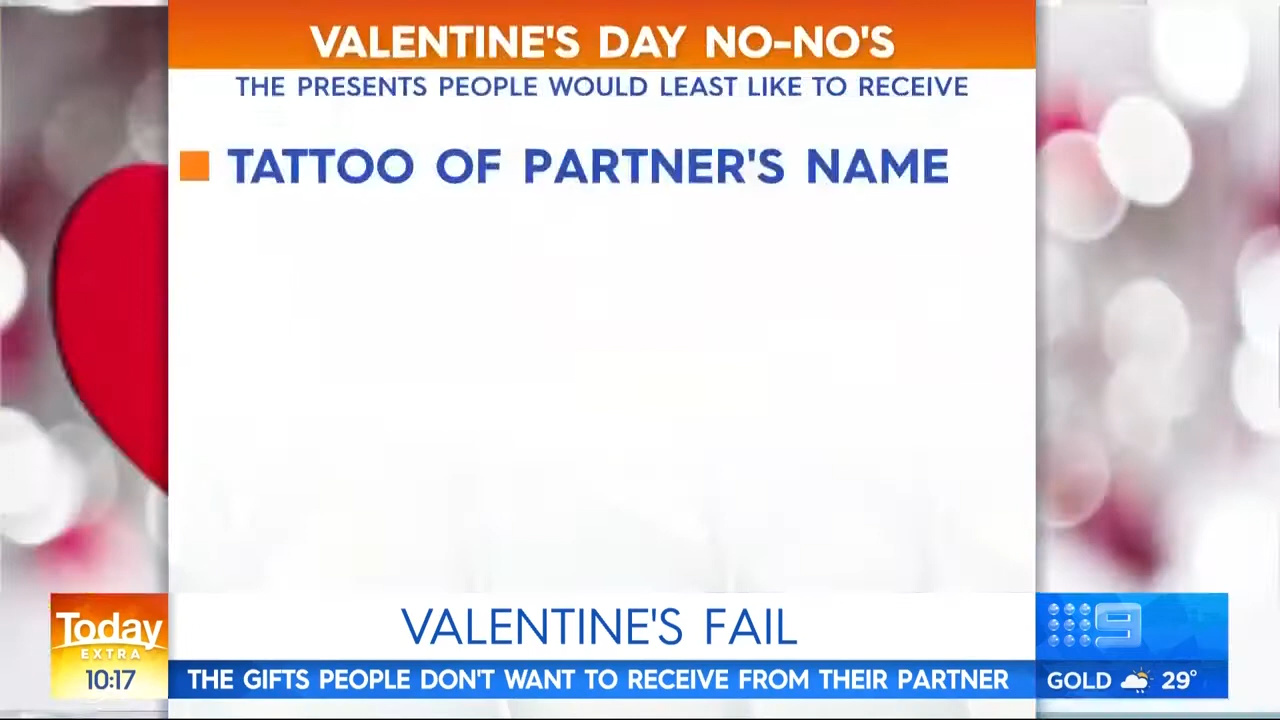 VALENTINE'S DAY NO-NO'S
THE PRESENTS PEOPLE WOULD LEAST LIKE TO RECEIVE
TATTOO OF PARTNER'S NAME
VALENTINE'S FAIL
Today
EXTRA
10:17
THE GIFTS PEOPLE DON'T WANT TO RECEIVE FROM THEIR PARTNER
9
GOLD 29°